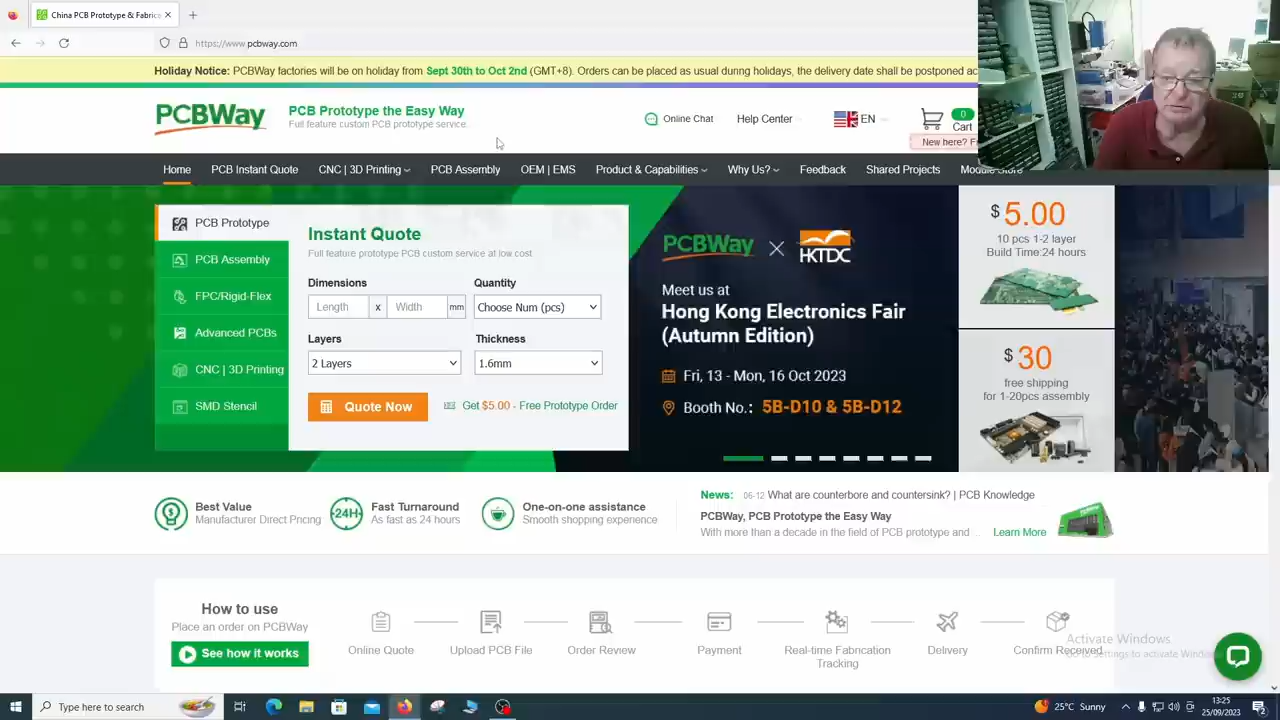 China PCB Prototype & Fabrica
https://www.pcbway.com
Holiday Notice: PCBWay factories will be on holiday from Sept 30th to Oct 2nd (GMT+8). Orders can be placed as usual during holidays, the delivery date shall be postponed ac
PCBWay
PCB Prototype the Easy Way
Full feature custom PCB prototype service.
Online Chat
Help Center
EN
0
Cart
New here? F
Home
PCB Instant Quote
CNC | 3D Printing
PCB Assembly
OEM | EMS
Product & Capabilities
Why Us?
Feedback
Shared Projects
Module Store
PCB Prototype
PCB Assembly
FPC/Rigid-Flex
Advanced PCBs
CNC | 3D Printing
SMD Stencil
Instant Quote
Full feature prototype PCB custom service at low cost
Dimensions
Quantity
Length x Width mm
Choose Num (pcs)
Layers
Thickness
2 Layers
1.6mm
Quote Now
Get $5.00 - Free Prototype Order
PCBWay X HKTDC
Meet us at
Hong Kong Electronics Fair
(Autumn Edition)
Fri, 13 - Mon, 16 Oct 2023
Booth No.: 5B-D10 & 5B-D12
$5.00
10 pcs 1-2 layer
Build Time:24 hours
$30
free shipping
for 1-20pcs assembly
Best Value
Manufacturer Direct Pricing
24H
Fast Turnaround
As fast as 24 hours
One-on-one assistance
Smooth shopping experience
News: 06-12 What are counterbore and countersink? | PCB Knowledge
PCBWay, PCB Prototype the Easy Way
With more than a decade in the field of PCB prototype and ...
Learn More
How to use
Place an order on PCBWay
See how it works
Online Quote
Upload PCB File
Order Review
Payment
Real-time Fabrication
Tracking
Delivery
Confirm Received
Activate Windows
Go to Settings to activate Windows
Type here to search
25°C Sunny
13:25
25/09/2023
2